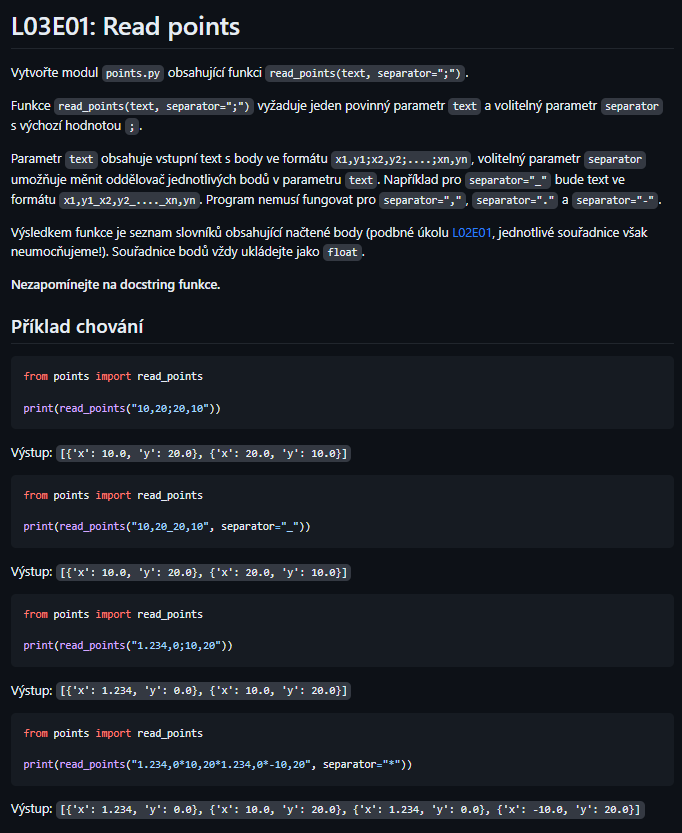 L03E01: Read points
Vytvořte modul points.py obsahující funkci read_points(text, separator=";").
Funkce read_points(text, separator=";") vyžaduje jeden povinný parametr text a volitelný parametr separator
s výchozí hodnotou ;.
Parametr text obsahuje vstupní text s body ve formátu x1,y1;x2,y2;....;xn,yn, volitelný parametr separator
umožňuje měnit oddělovač jednotlivých bodů v parametru text. Například pro separator="_" bude text ve
formátu x1,y1_x2,y2_...._xn,yn. Program nemusí fungovat pro separator=",", separator="." a separator="-".
Výsledkem funkce je seznam slovníků obsahující načtené body (podbné úkolu L02E01, jednotlivé souřadnice však
neumocňujeme!). Souřadnice bodů vždy ukládejte jako float.
Nezapomínejte na docstring funkce.
Příklad chování
from points import read_points
print(read_points("10,20;20,10"))
Výstup: [{'x': 10.0, 'y': 20.0}, {'x': 20.0, 'y': 10.0}]
from points import read_points
print(read_points("10,20_20,10", separator="_"))
Výstup: [{'x': 10.0, 'y': 20.0}, {'x': 20.0, 'y': 10.0}]
from points import read_points
print(read_points("1.234,0;10,20"))
Výstup: [{'x': 1.234, 'y': 0.0}, {'x': 10.0, 'y': 20.0}]
from points import read_points
print(read_points("1.234,0*10,20*1.234,0*-10,20", separator="*"))
Výstup: [{'x': 1.234, 'y': 0.0}, {'x': 10.0, 'y': 20.0}, {'x': 1.234, 'y': 0.0}, {'x': -10.0, 'y': 20.0}]